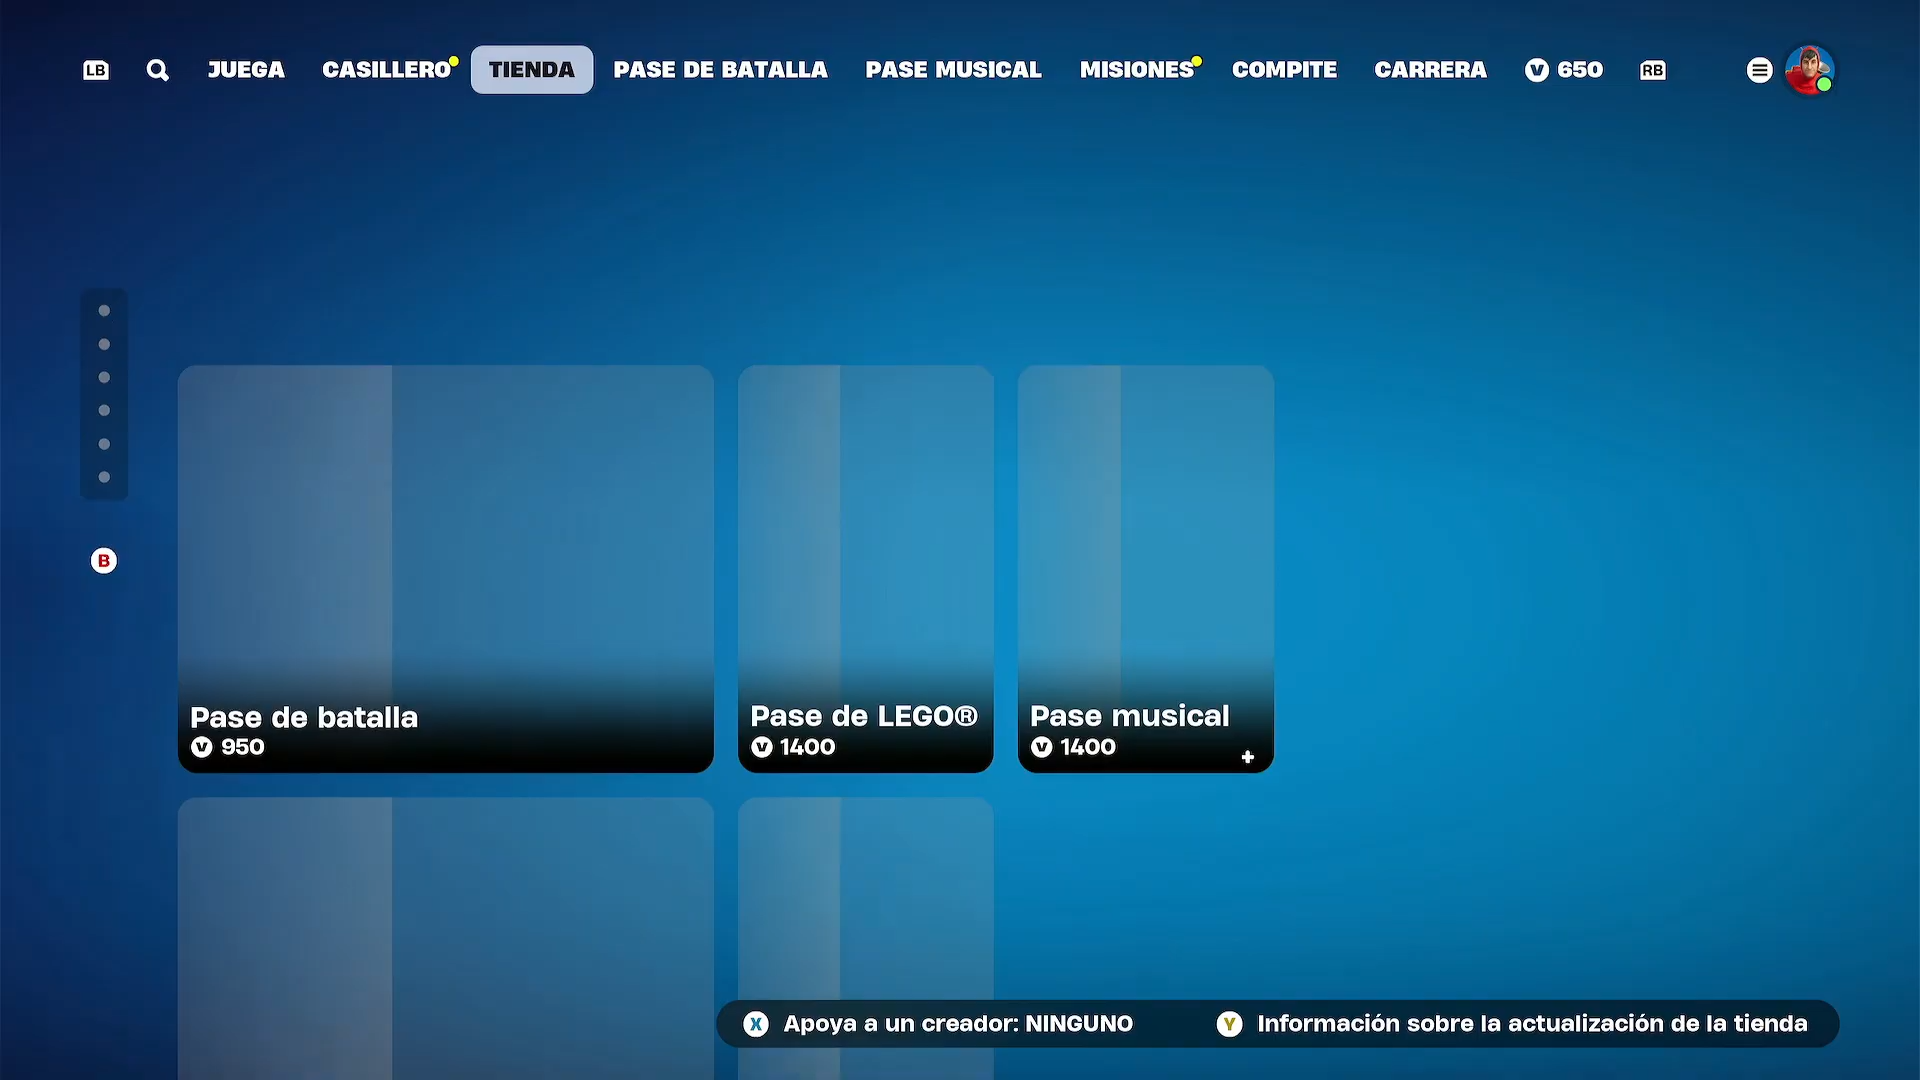 LB JUEGA CASILLERO TIENDA PASE DE BATALLA PASE MUSICAL MISIONES COMPITE CARRERA V 650 RB
B
Pase de batalla
V 950
Pase de LEGO®
V 1400
Pase musical
V 1400
+
X Apoya a un creador: NINGUNO
Y Información sobre la actualización de la tienda